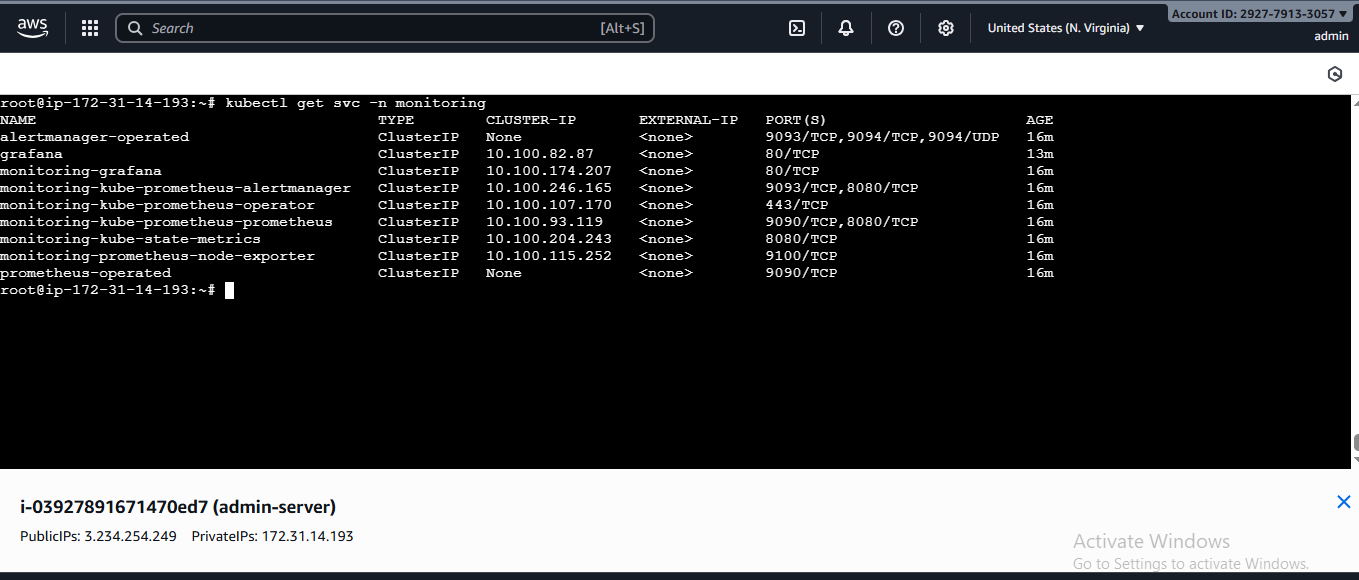 aws
Search [Alt+S]
United States (N. Virginia)
Account ID: 2927-7913-3057
admin
root@ip-172-31-14-193:~# kubectl get svc -n monitoring
NAME TYPE CLUSTER-IP EXTERNAL-IP PORT(S) AGE
alertmanager-operated ClusterIP None <none> 9093/TCP,9094/TCP,9094/UDP 16m
grafana ClusterIP 10.100.82.87 <none> 80/TCP 13m
monitoring-grafana ClusterIP 10.100.174.207 <none> 80/TCP 16m
monitoring-kube-prometheus-alertmanager ClusterIP 10.100.246.165 <none> 9093/TCP,8080/TCP 16m
monitoring-kube-prometheus-operator ClusterIP 10.100.107.170 <none> 443/TCP 16m
monitoring-kube-prometheus-prometheus ClusterIP 10.100.93.119 <none> 9090/TCP,8080/TCP 16m
monitoring-kube-state-metrics ClusterIP 10.100.204.243 <none> 8080/TCP 16m
monitoring-prometheus-node-exporter ClusterIP 10.100.115.252 <none> 9100/TCP 16m
prometheus-operated ClusterIP None <none> 9090/TCP 16m
root@ip-172-31-14-193:~#
i-03927891671470ed7 (admin-server)
PublicIPs: 3.234.254.249 PrivateIPs: 172.31.14.193
Activate Windows
Go to Settings to activate Windows.